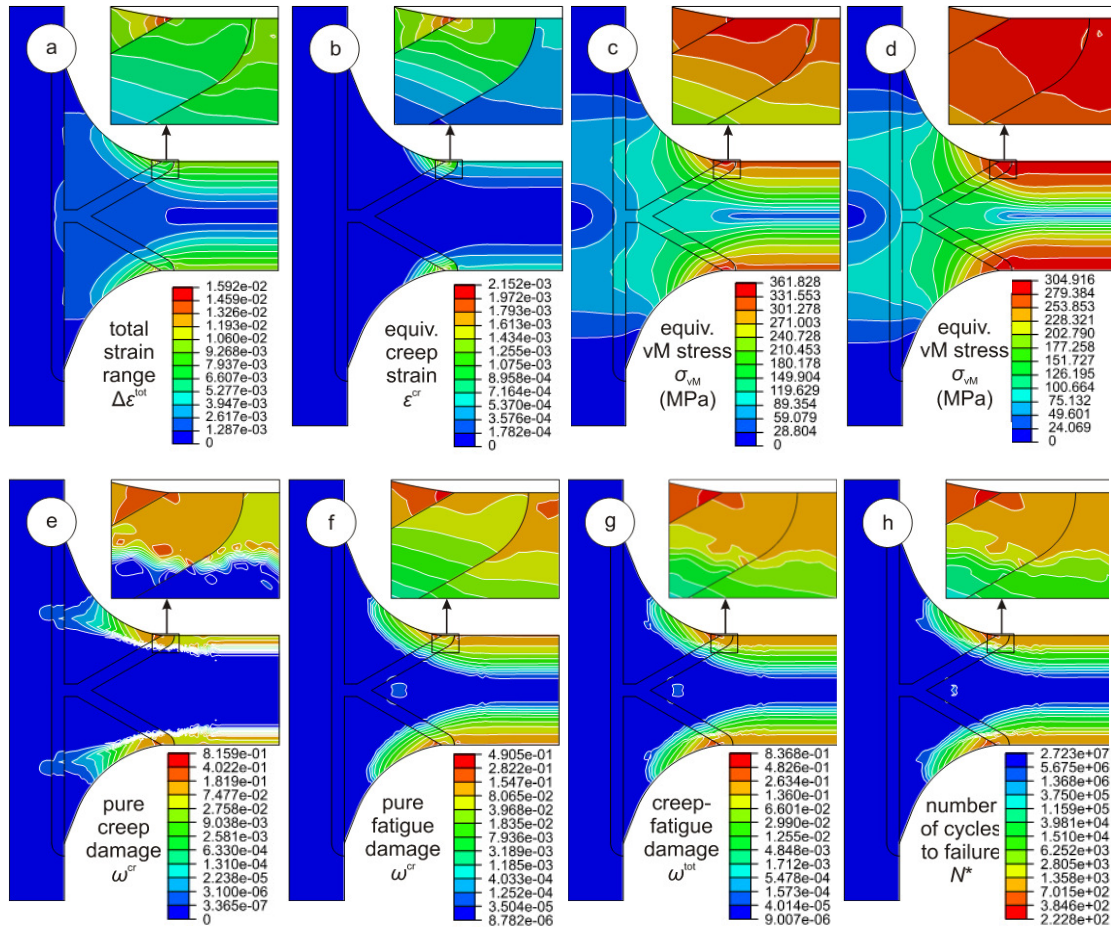 a
total
strain
range
Δε^tot
1.592e-02
1.459e-02
1.326e-02
1.193e-02
1.060e-02
9.268e-03
7.937e-03
6.607e-03
5.277e-03
3.947e-03
2.617e-03
1.287e-03
0
b
equiv.
creep
strain
ε^cr
2.152e-03
1.972e-03
1.793e-03
1.613e-03
1.434e-03
1.255e-03
1.075e-03
8.958e-04
7.164e-04
5.370e-04
3.576e-04
1.782e-04
0
c
equiv.
vM stress
σ_vM
(MPa)
361.828
331.553
301.278
271.003
240.728
210.453
180.178
149.904
119.629
89.354
59.079
28.804
0
d
equiv.
vM stress
σ_vM
(MPa)
304.916
279.384
253.853
228.321
202.790
177.258
151.727
126.195
100.664
75.132
49.601
24.069
0
e
pure
creep
damage
ω^cr
8.159e-01
4.022e-01
1.819e-01
7.477e-02
2.758e-02
9.038e-03
2.581e-03
6.330e-04
1.310e-04
2.238e-05
3.100e-06
3.365e-07
0
f
pure
fatigue
damage
ω^cr
4.905e-01
2.822e-01
1.547e-01
8.065e-02
3.968e-02
1.835e-02
7.936e-03
3.189e-03
1.185e-03
4.033e-04
1.252e-04
3.504e-05
8.782e-06
g
creep-
fatigue
damage
ω^tot
8.368e-01
4.826e-01
2.634e-01
1.360e-01
6.601e-02
2.990e-02
1.255e-02
4.848e-03
1.712e-03
5.478e-04
1.573e-04
4.014e-05
9.007e-06
h
number
of cycles
to failure
N*
2.723e+07
5.675e+06
1.368e+06
3.750e+05
1.159e+05
3.981e+04
1.510e+04
6.252e+03
2.805e+03
1.358e+03
7.015e+02
3.846e+02
2.228e+02